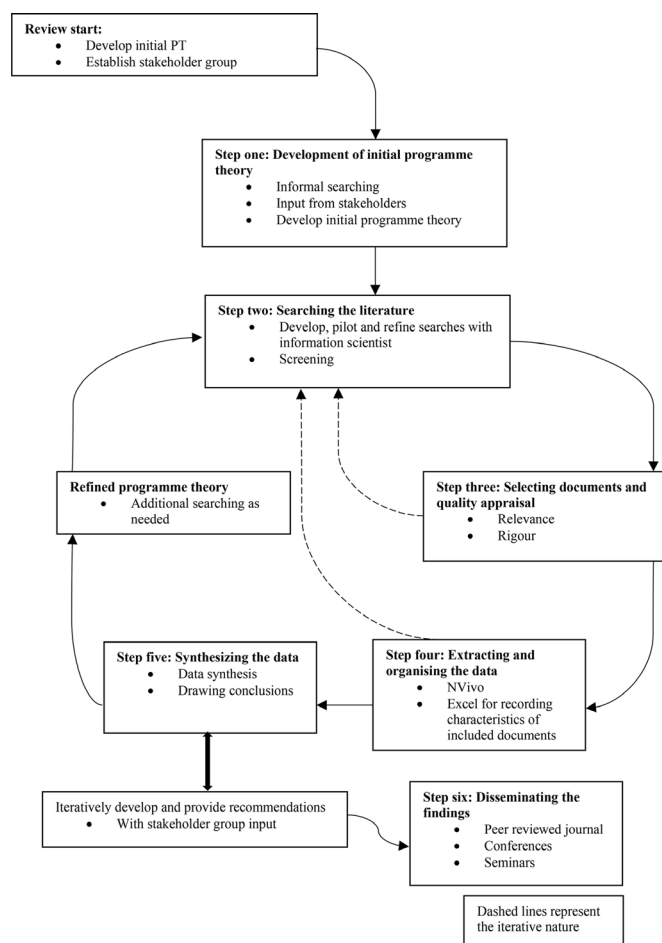 Review start:
• Develop initial PT
• Establish stakeholder group
Step one: Development of initial programme
theory
• Informal searching
• Input from stakeholders
• Develop initial programme theory
Step two: Searching the literature
• Develop, pilot and refine searches with
information scientist
• Screening
Refined programme theory
• Additional searching as
needed
Step three: Selecting documents and
quality appraisal
• Relevance
• Rigour
Step five: Synthesizing the data
• Data synthesis
• Drawing conclusions
Step four: Extracting and
organising the data
• NVivo
• Excel for recording
characteristics of
included documents
Iteratively develop and provide recommendations
• With stakeholder group input
Step six: Disseminating the
findings
• Peer reviewed journal
• Conferences
• Seminars
Dashed lines represent
the iterative nature